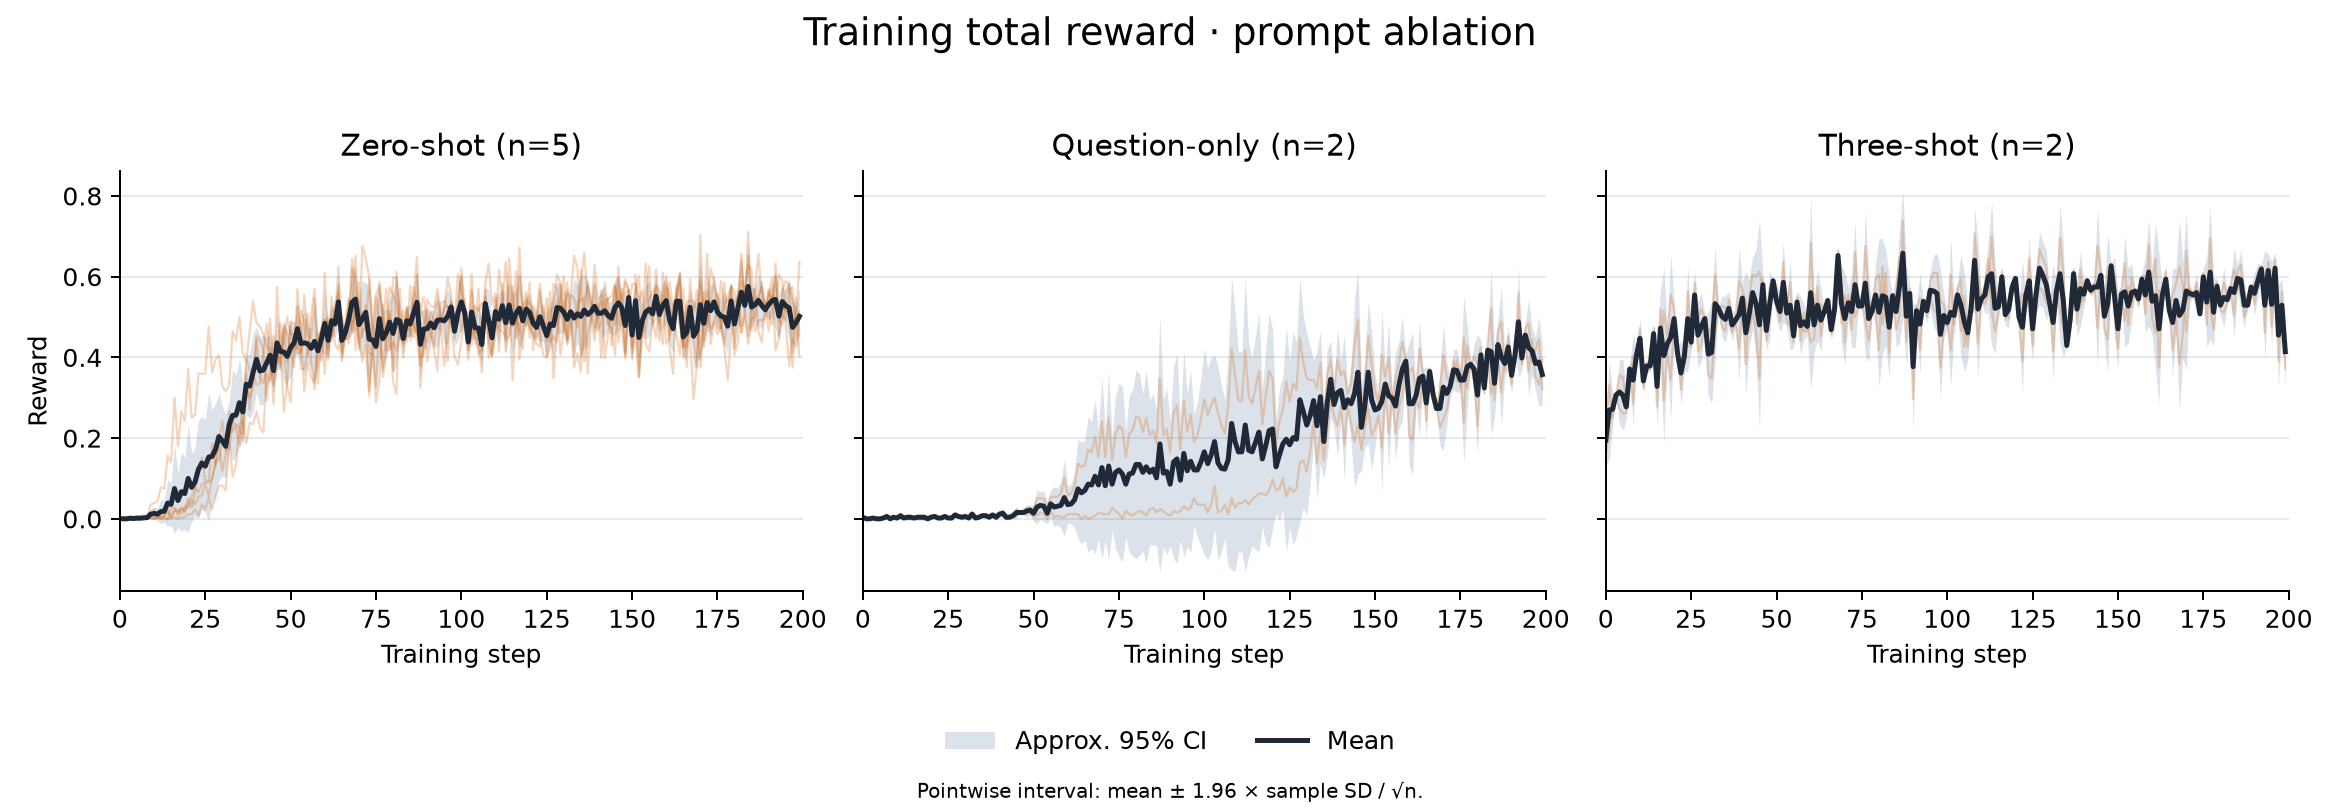 Training total reward · prompt ablation
Zero-shot (n=5)
Question-only (n=2)
Three-shot (n=2)
Reward
0.8
0.6
0.4
0.2
0.0
0 25 50 75 100 125 150 175 200
0 25 50 75 100 125 150 175 200
0 25 50 75 100 125 150 175 200
Training step
Training step
Training step
Approx. 95% CI
Mean
Pointwise interval: mean ± 1.96 × sample SD / √n.